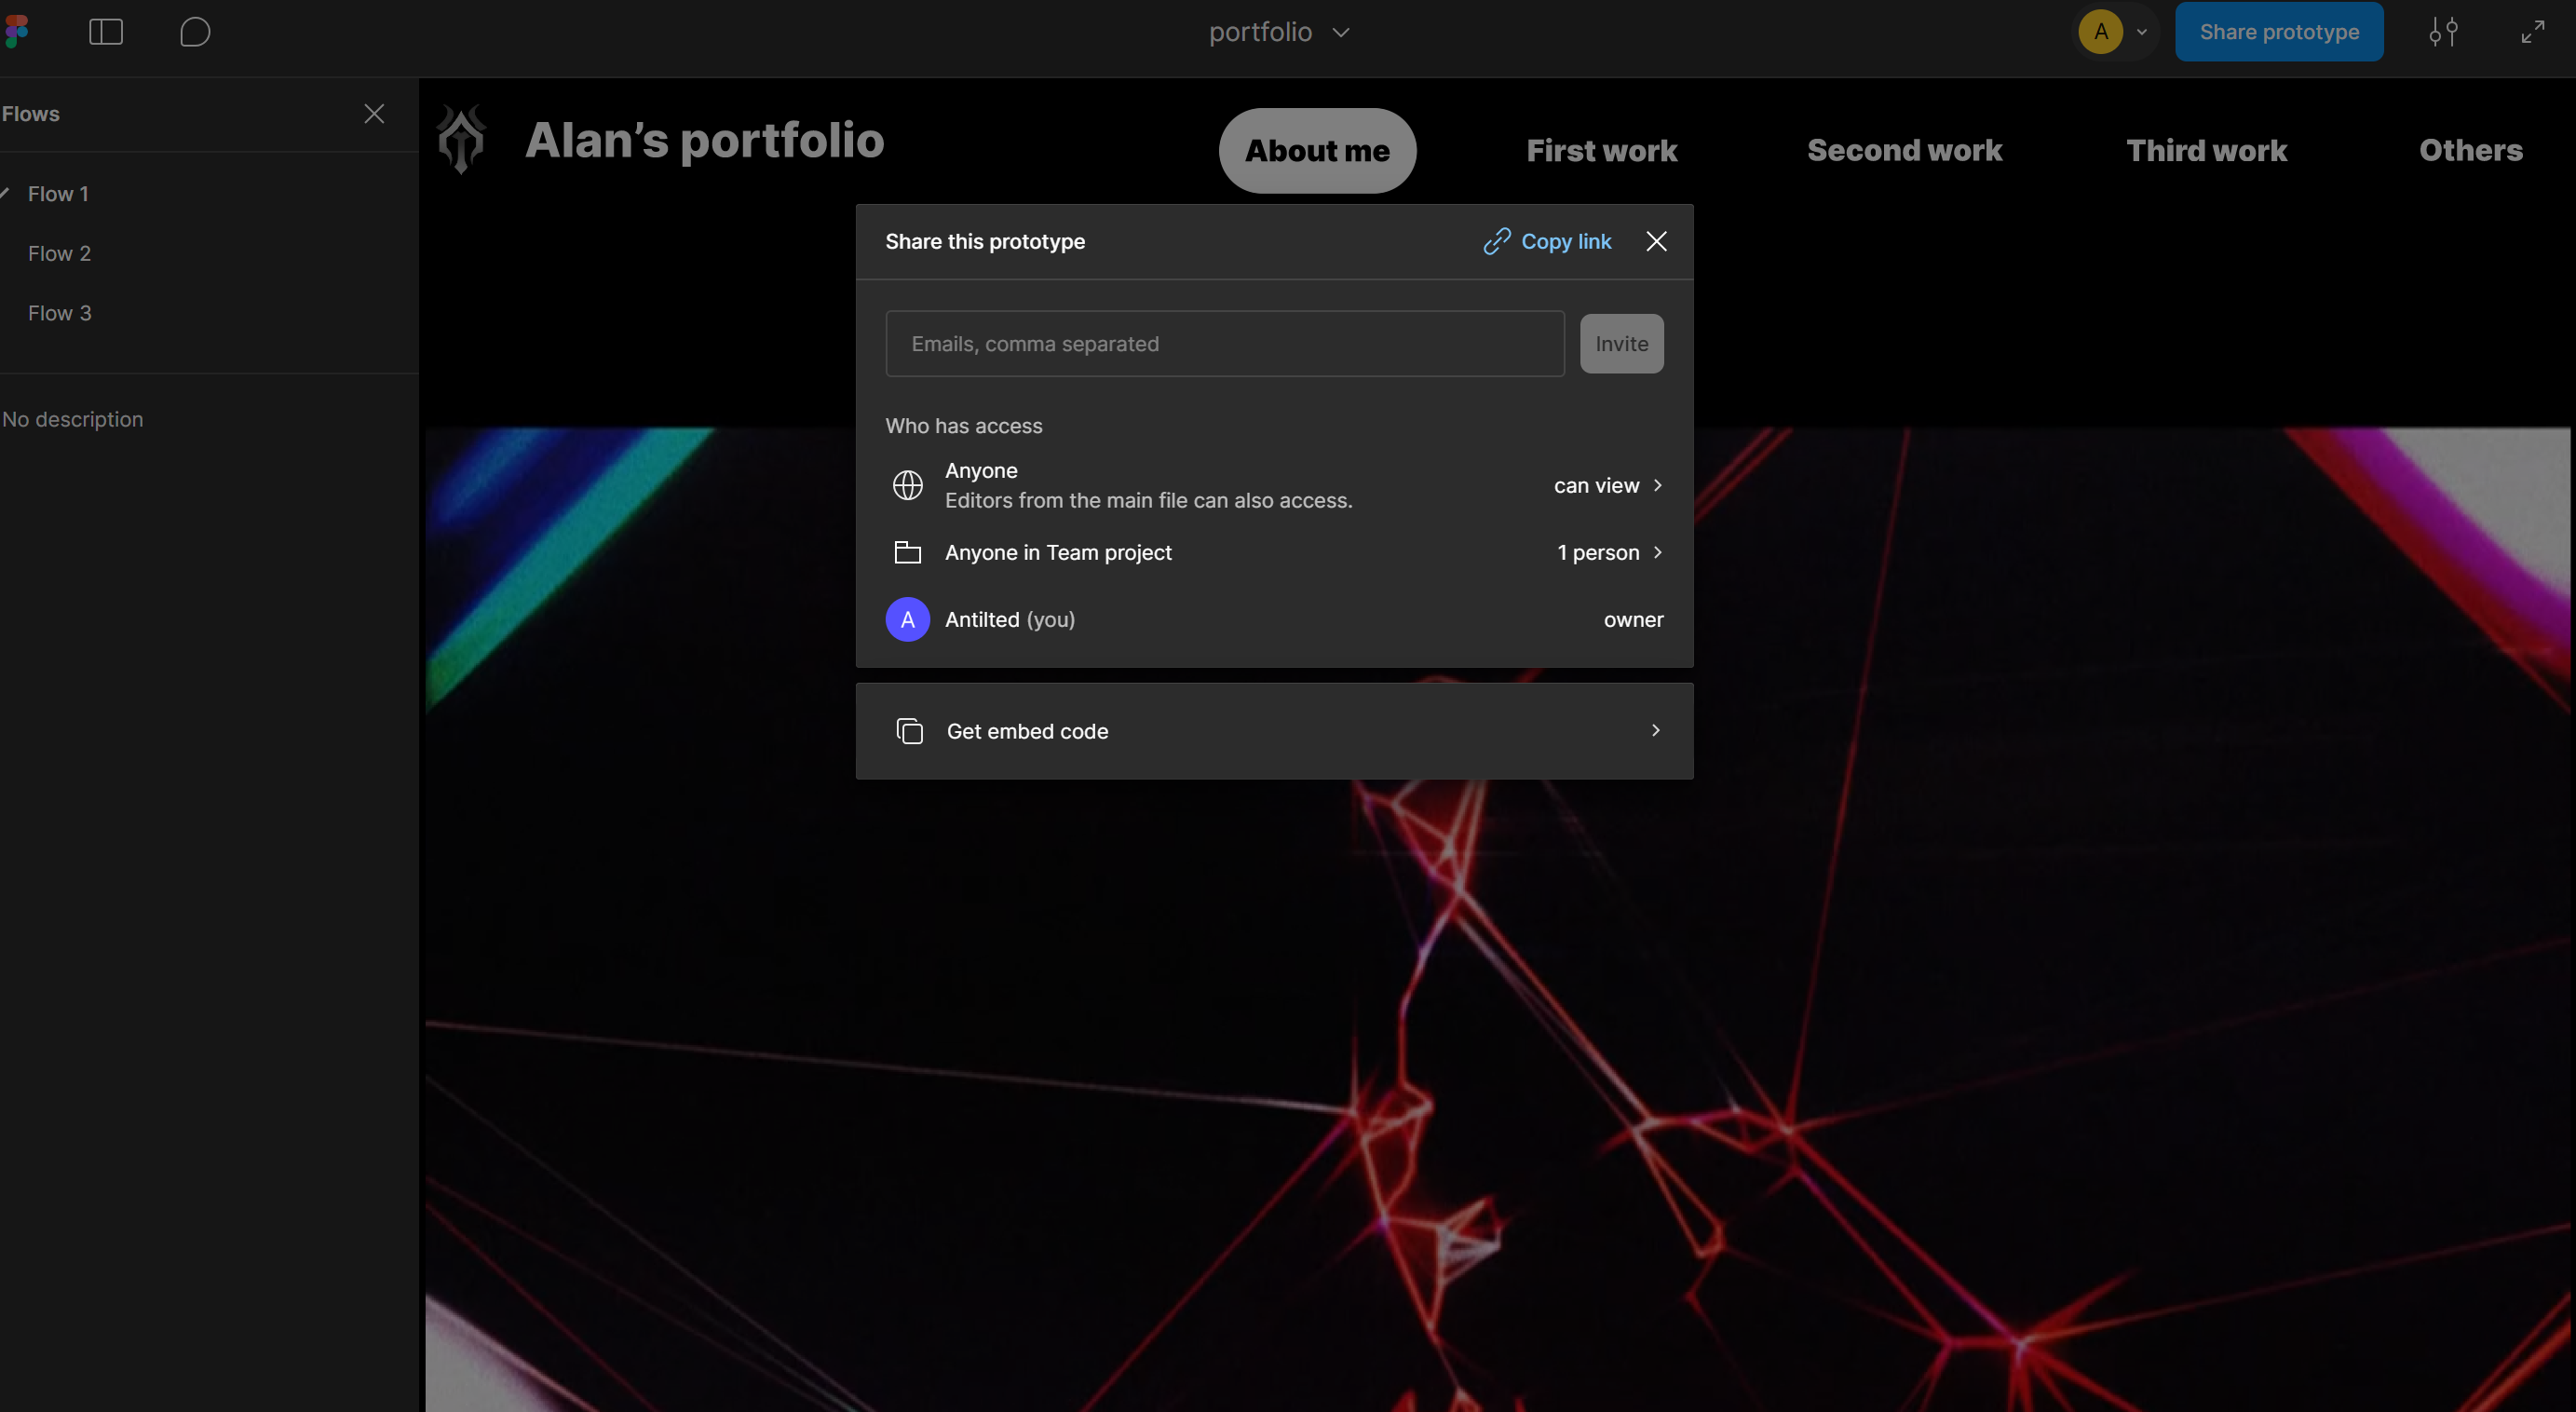 portfolio
A
Share prototype
Flows
Flow 1
Flow 2
Flow 3
No description
Alan’s portfolio
About me
First work
Second work
Third work
Others
Share this prototype
Copy link
Emails, comma separated
Invite
Who has access
Anyone
Editors from the main file can also access.
can view
Anyone in Team project
1 person
A
Antilted (you)
owner
Get embed code